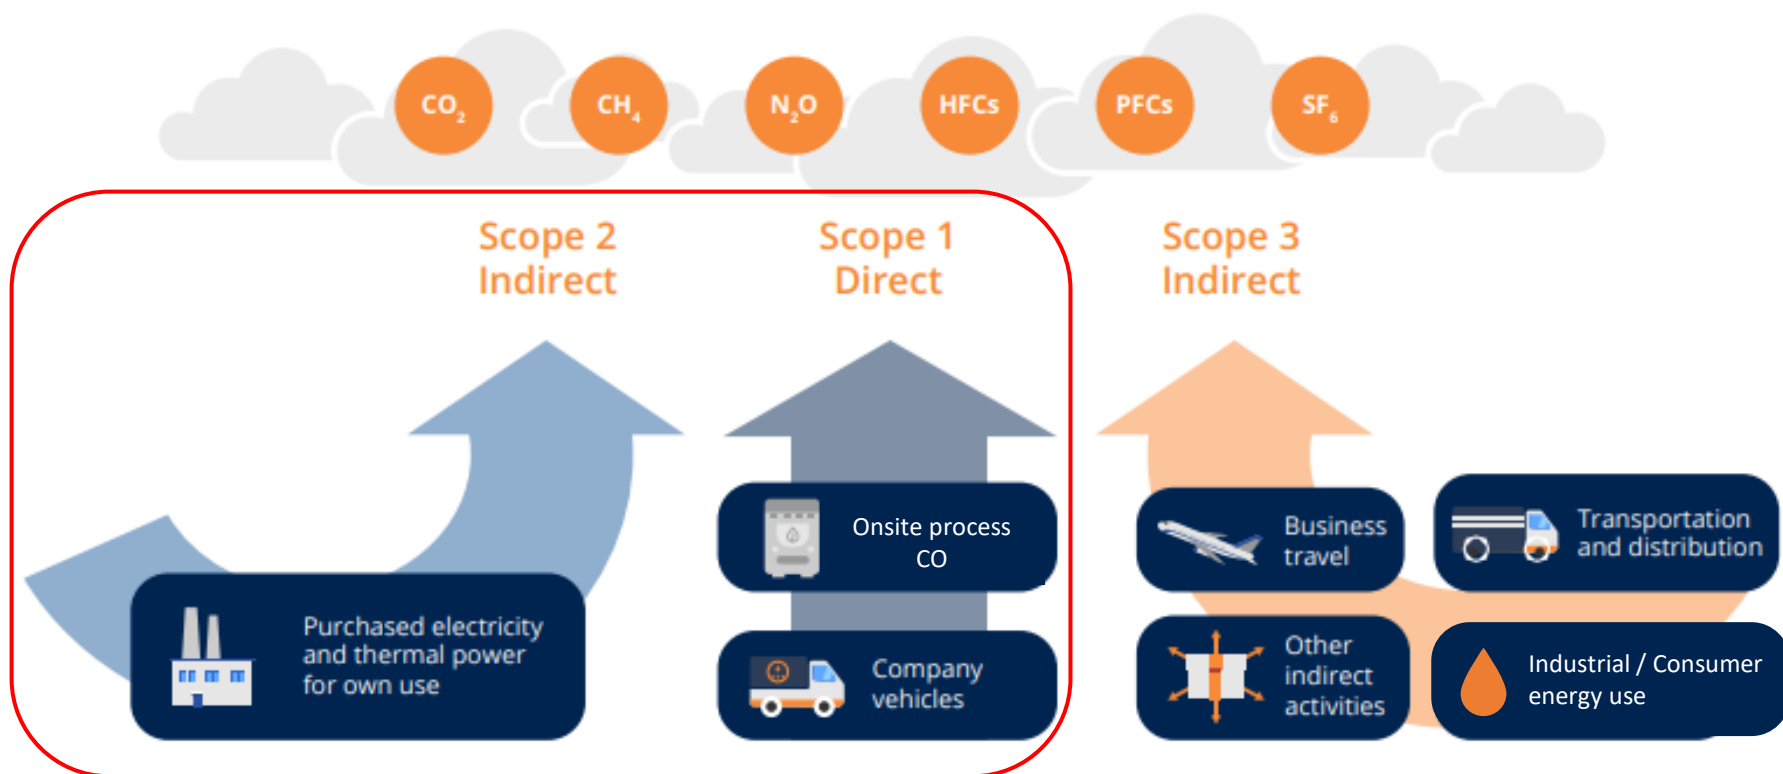 CO₂
CH₄
N₂O
HFCs
PFCs
SF₆
Scope 2
Indirect
Scope 1
Direct
Scope 3
Indirect
Purchased electricity
and thermal power
for own use
Onsite process
CO
Company
vehicles
Business
travel
Transportation
and distribution
Other
indirect
activities
Industrial / Consumer
energy use